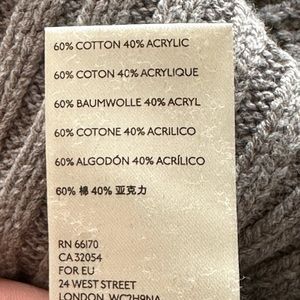 60% COTTON 40% ACRYLIC
60% COTON 40% ACRYLIQUE
60% BAUMWOLLE 40% ACRYL
60% COTONE 40% ACRILICO
60% ALGODÓN 40% ACRÍLICO
60% 棉 40% 亚克力
RN 66170
CA 32054
FOR EU
24 WEST STREET
LONDON, WC2H9NA